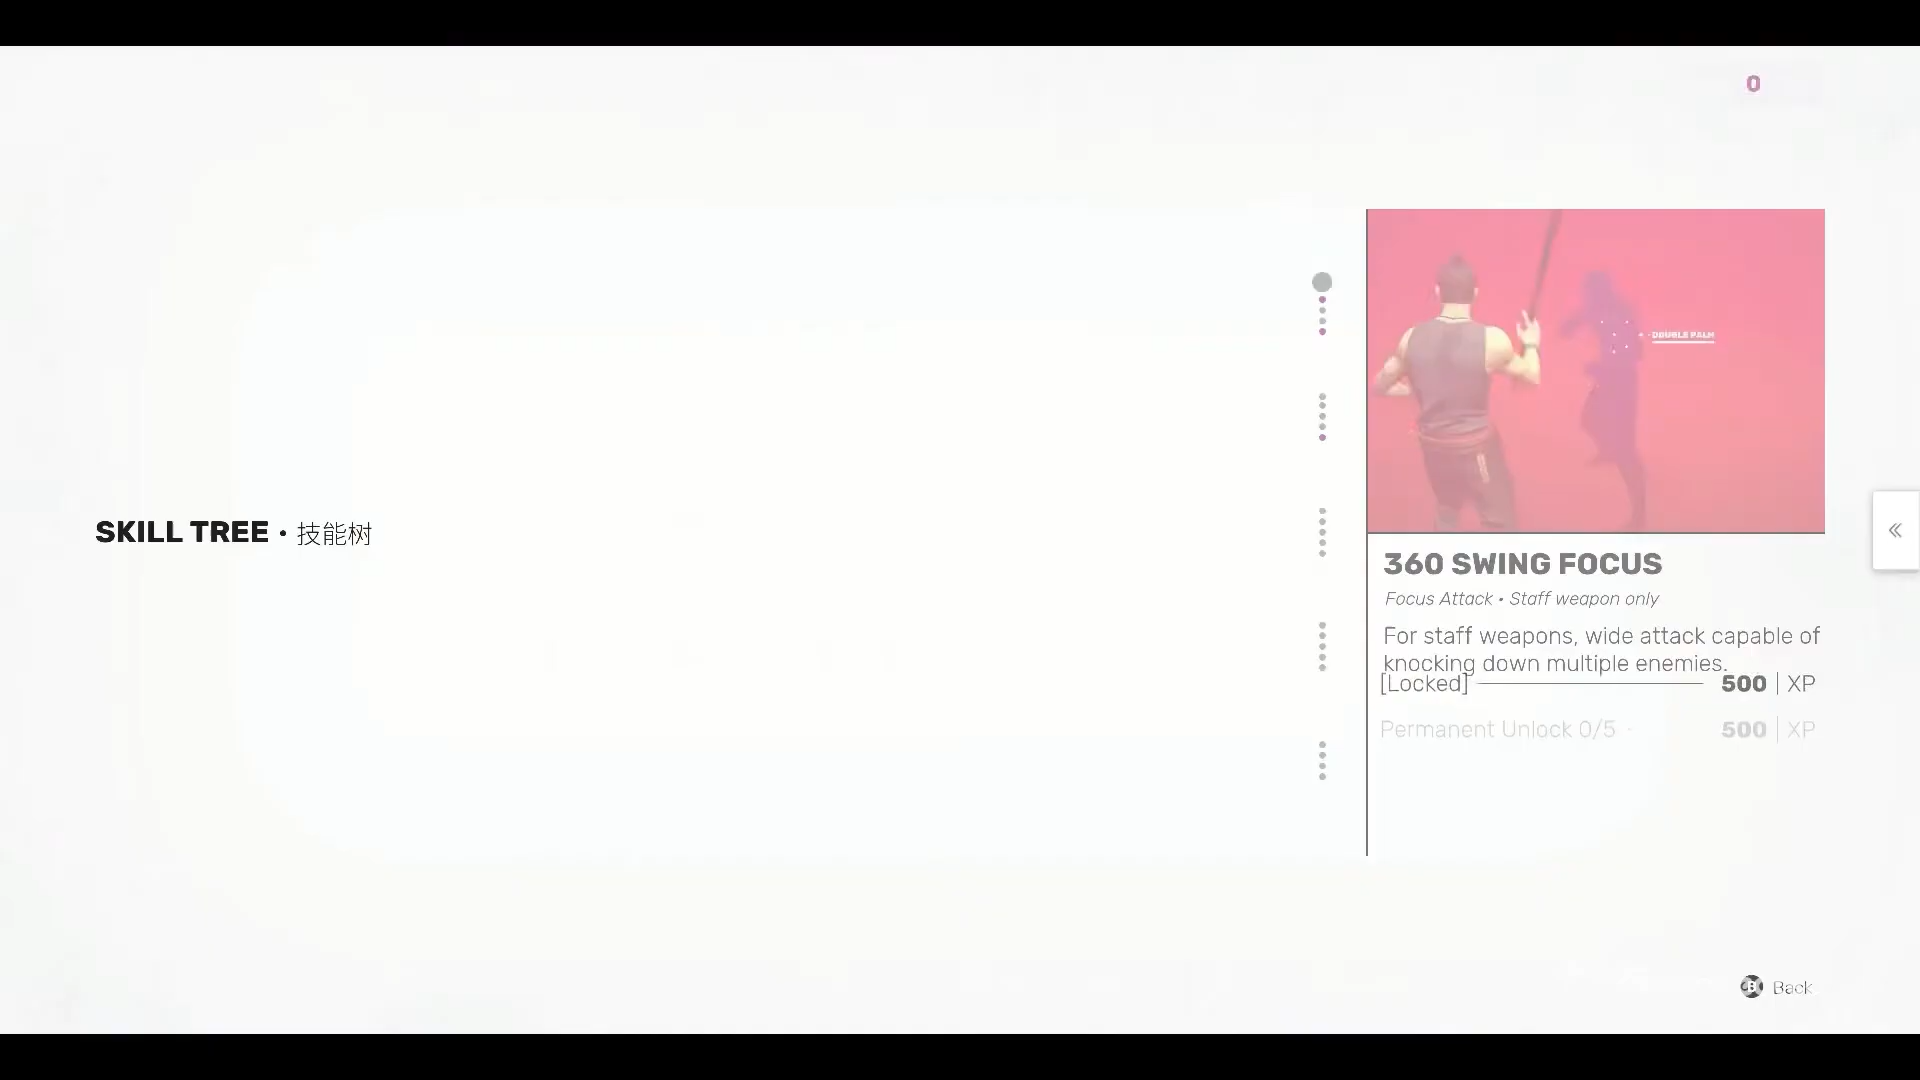 0
DOUBLE PALM
SKILL TREE • 技能树
360 SWING FOCUS
Focus Attack • Staff weapon only
For staff weapons, wide attack capable of
knocking down multiple enemies.
[Locked] 500 | XP
Permanent Unlock 0/5 500 | XP
B Back